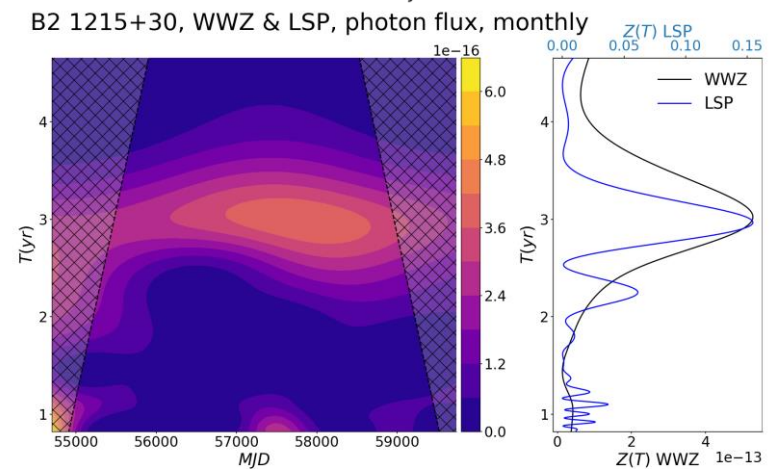 B2 1215+30, WWZ & LSP, photon flux, monthly
Z(T) LSP
0.00 0.05 0.10 0.15
1e−16
WWZ
LSP
6.0
4.8
3.6
2.4
1.2
0.0
T(yr)
4
3
2
1
T(yr)
4
3
2
1
55000 56000 57000 58000 59000
MJD
0 2 4
1e−13
Z(T) WWZ